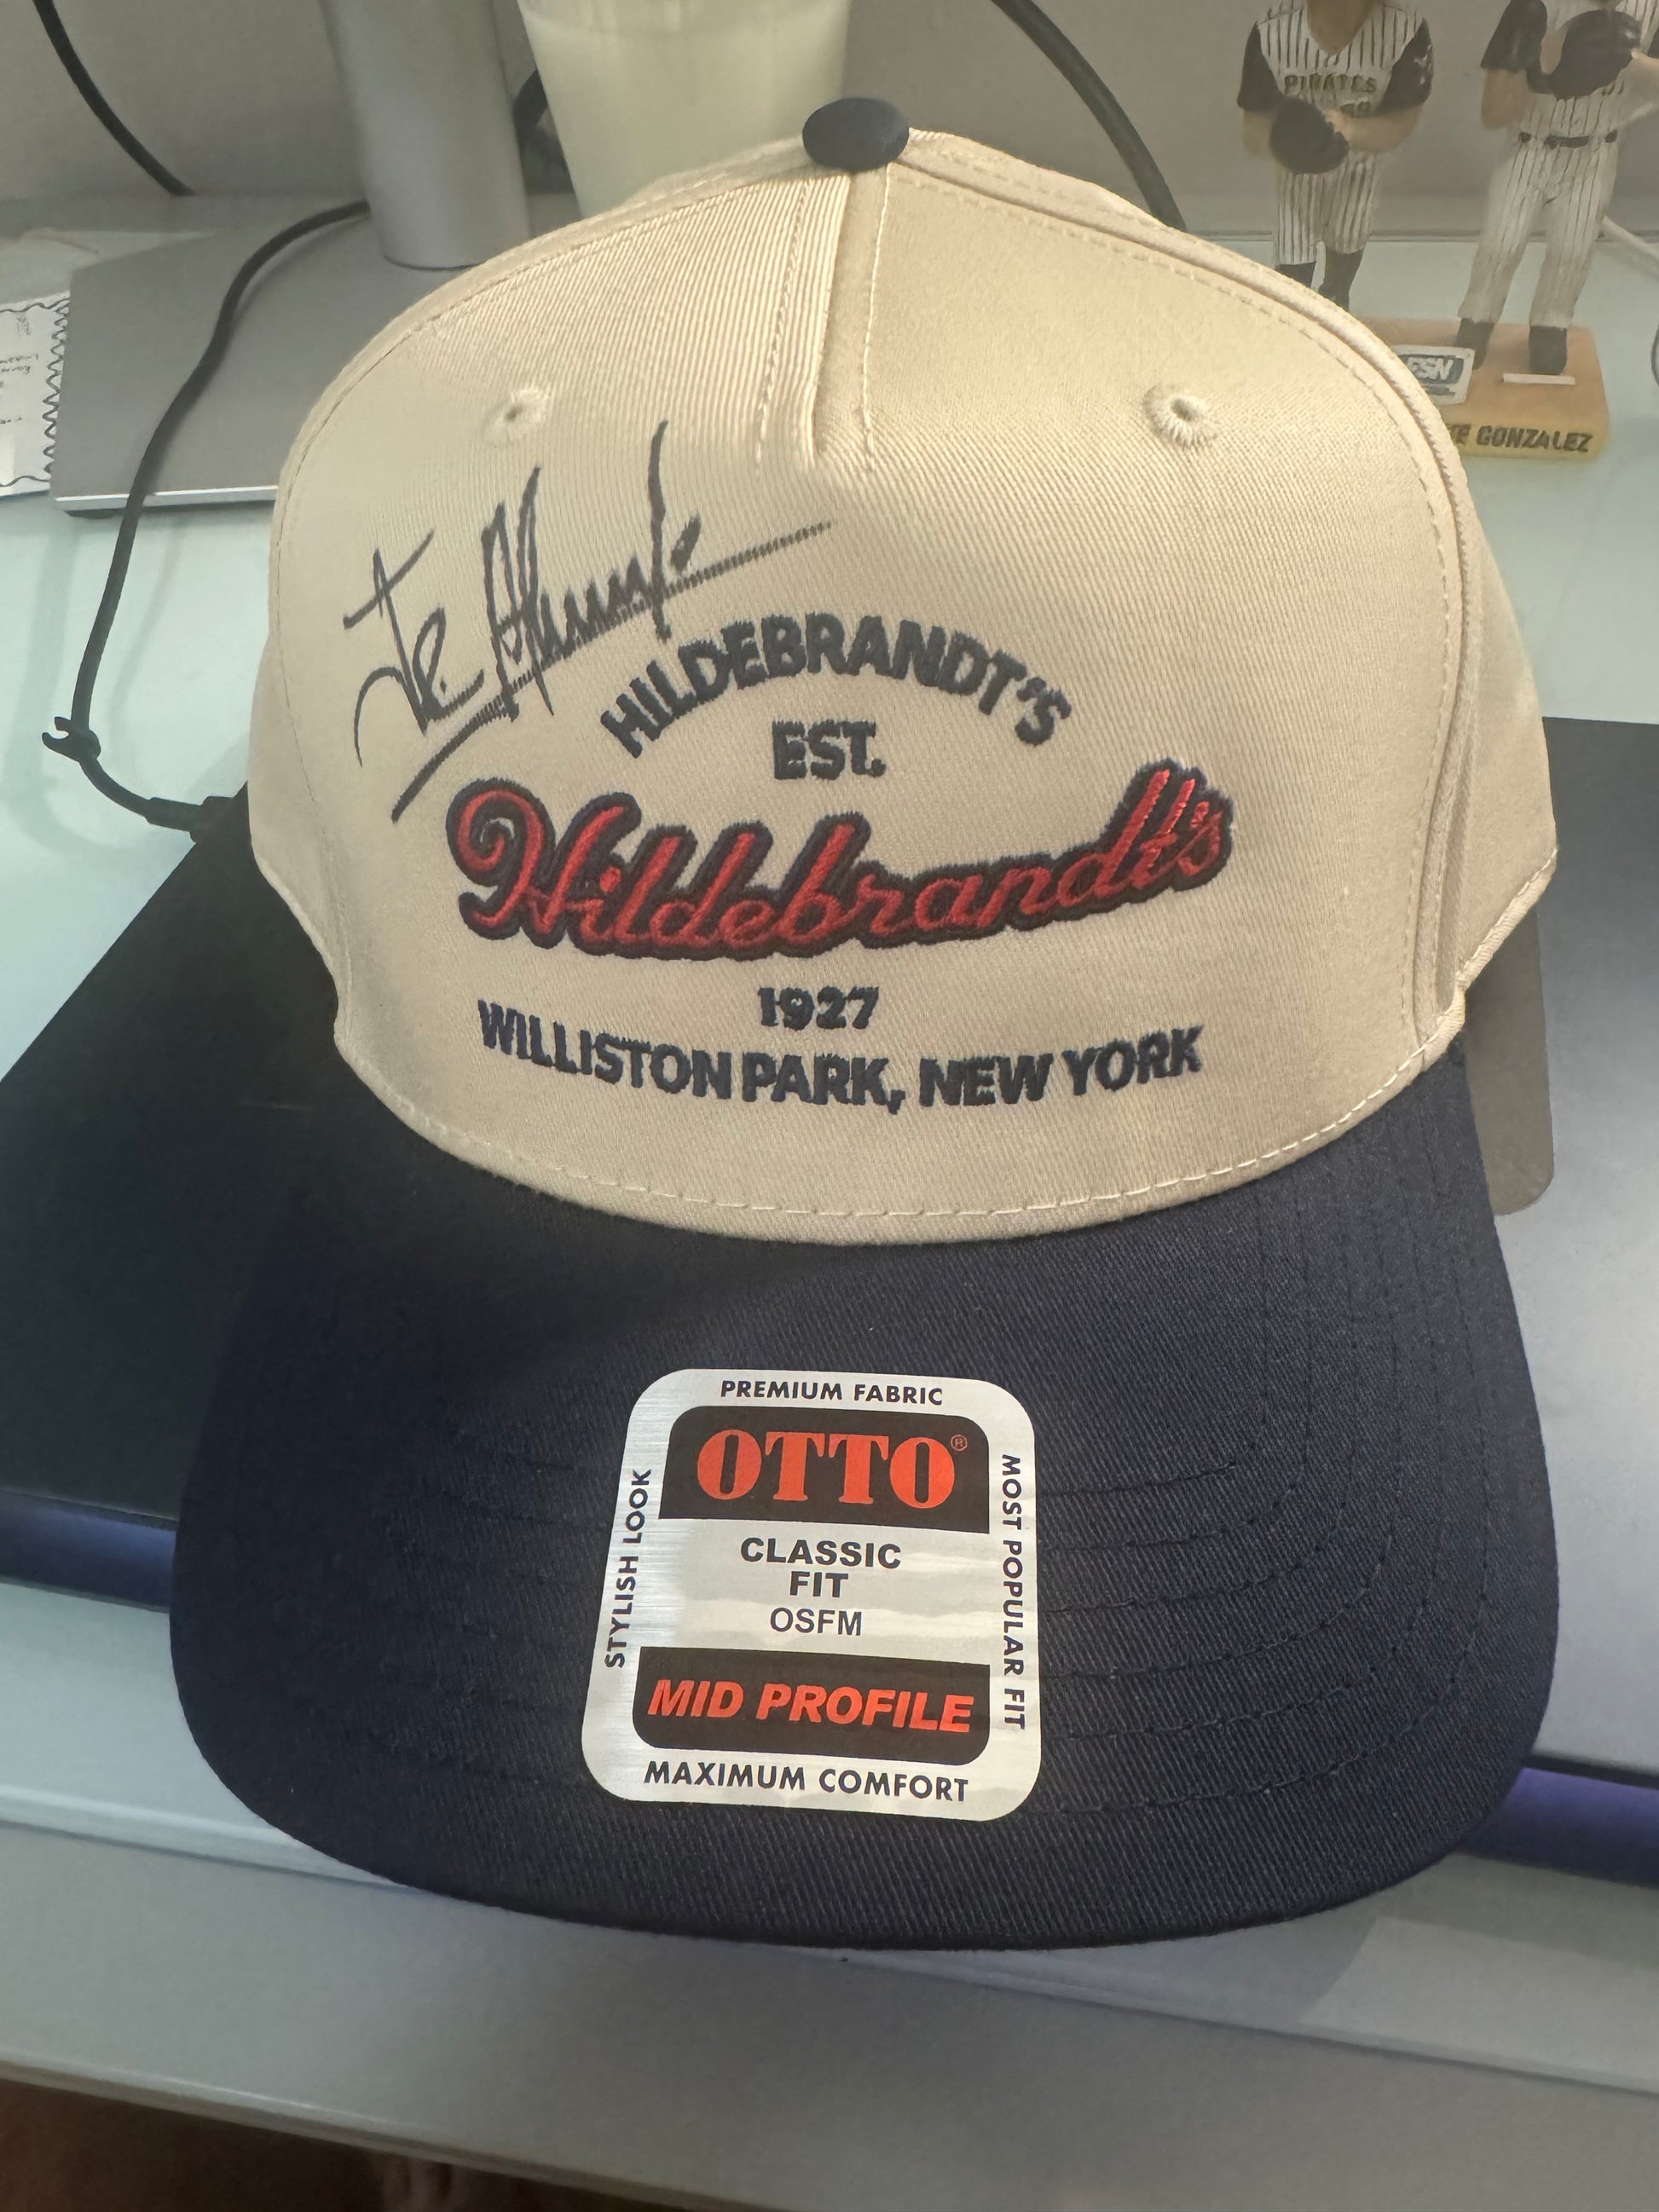 PIRATES
FSN
GONZALEZ
HILDEBRANDT'S
EST.
Hildebrandt's
1927
WILLISTON PARK, NEW YORK
PREMIUM FABRIC
OTTO®
STYLISH LOOK
MOST POPULAR FIT
CLASSIC
FIT
OSFM
MID PROFILE
MAXIMUM COMFORT